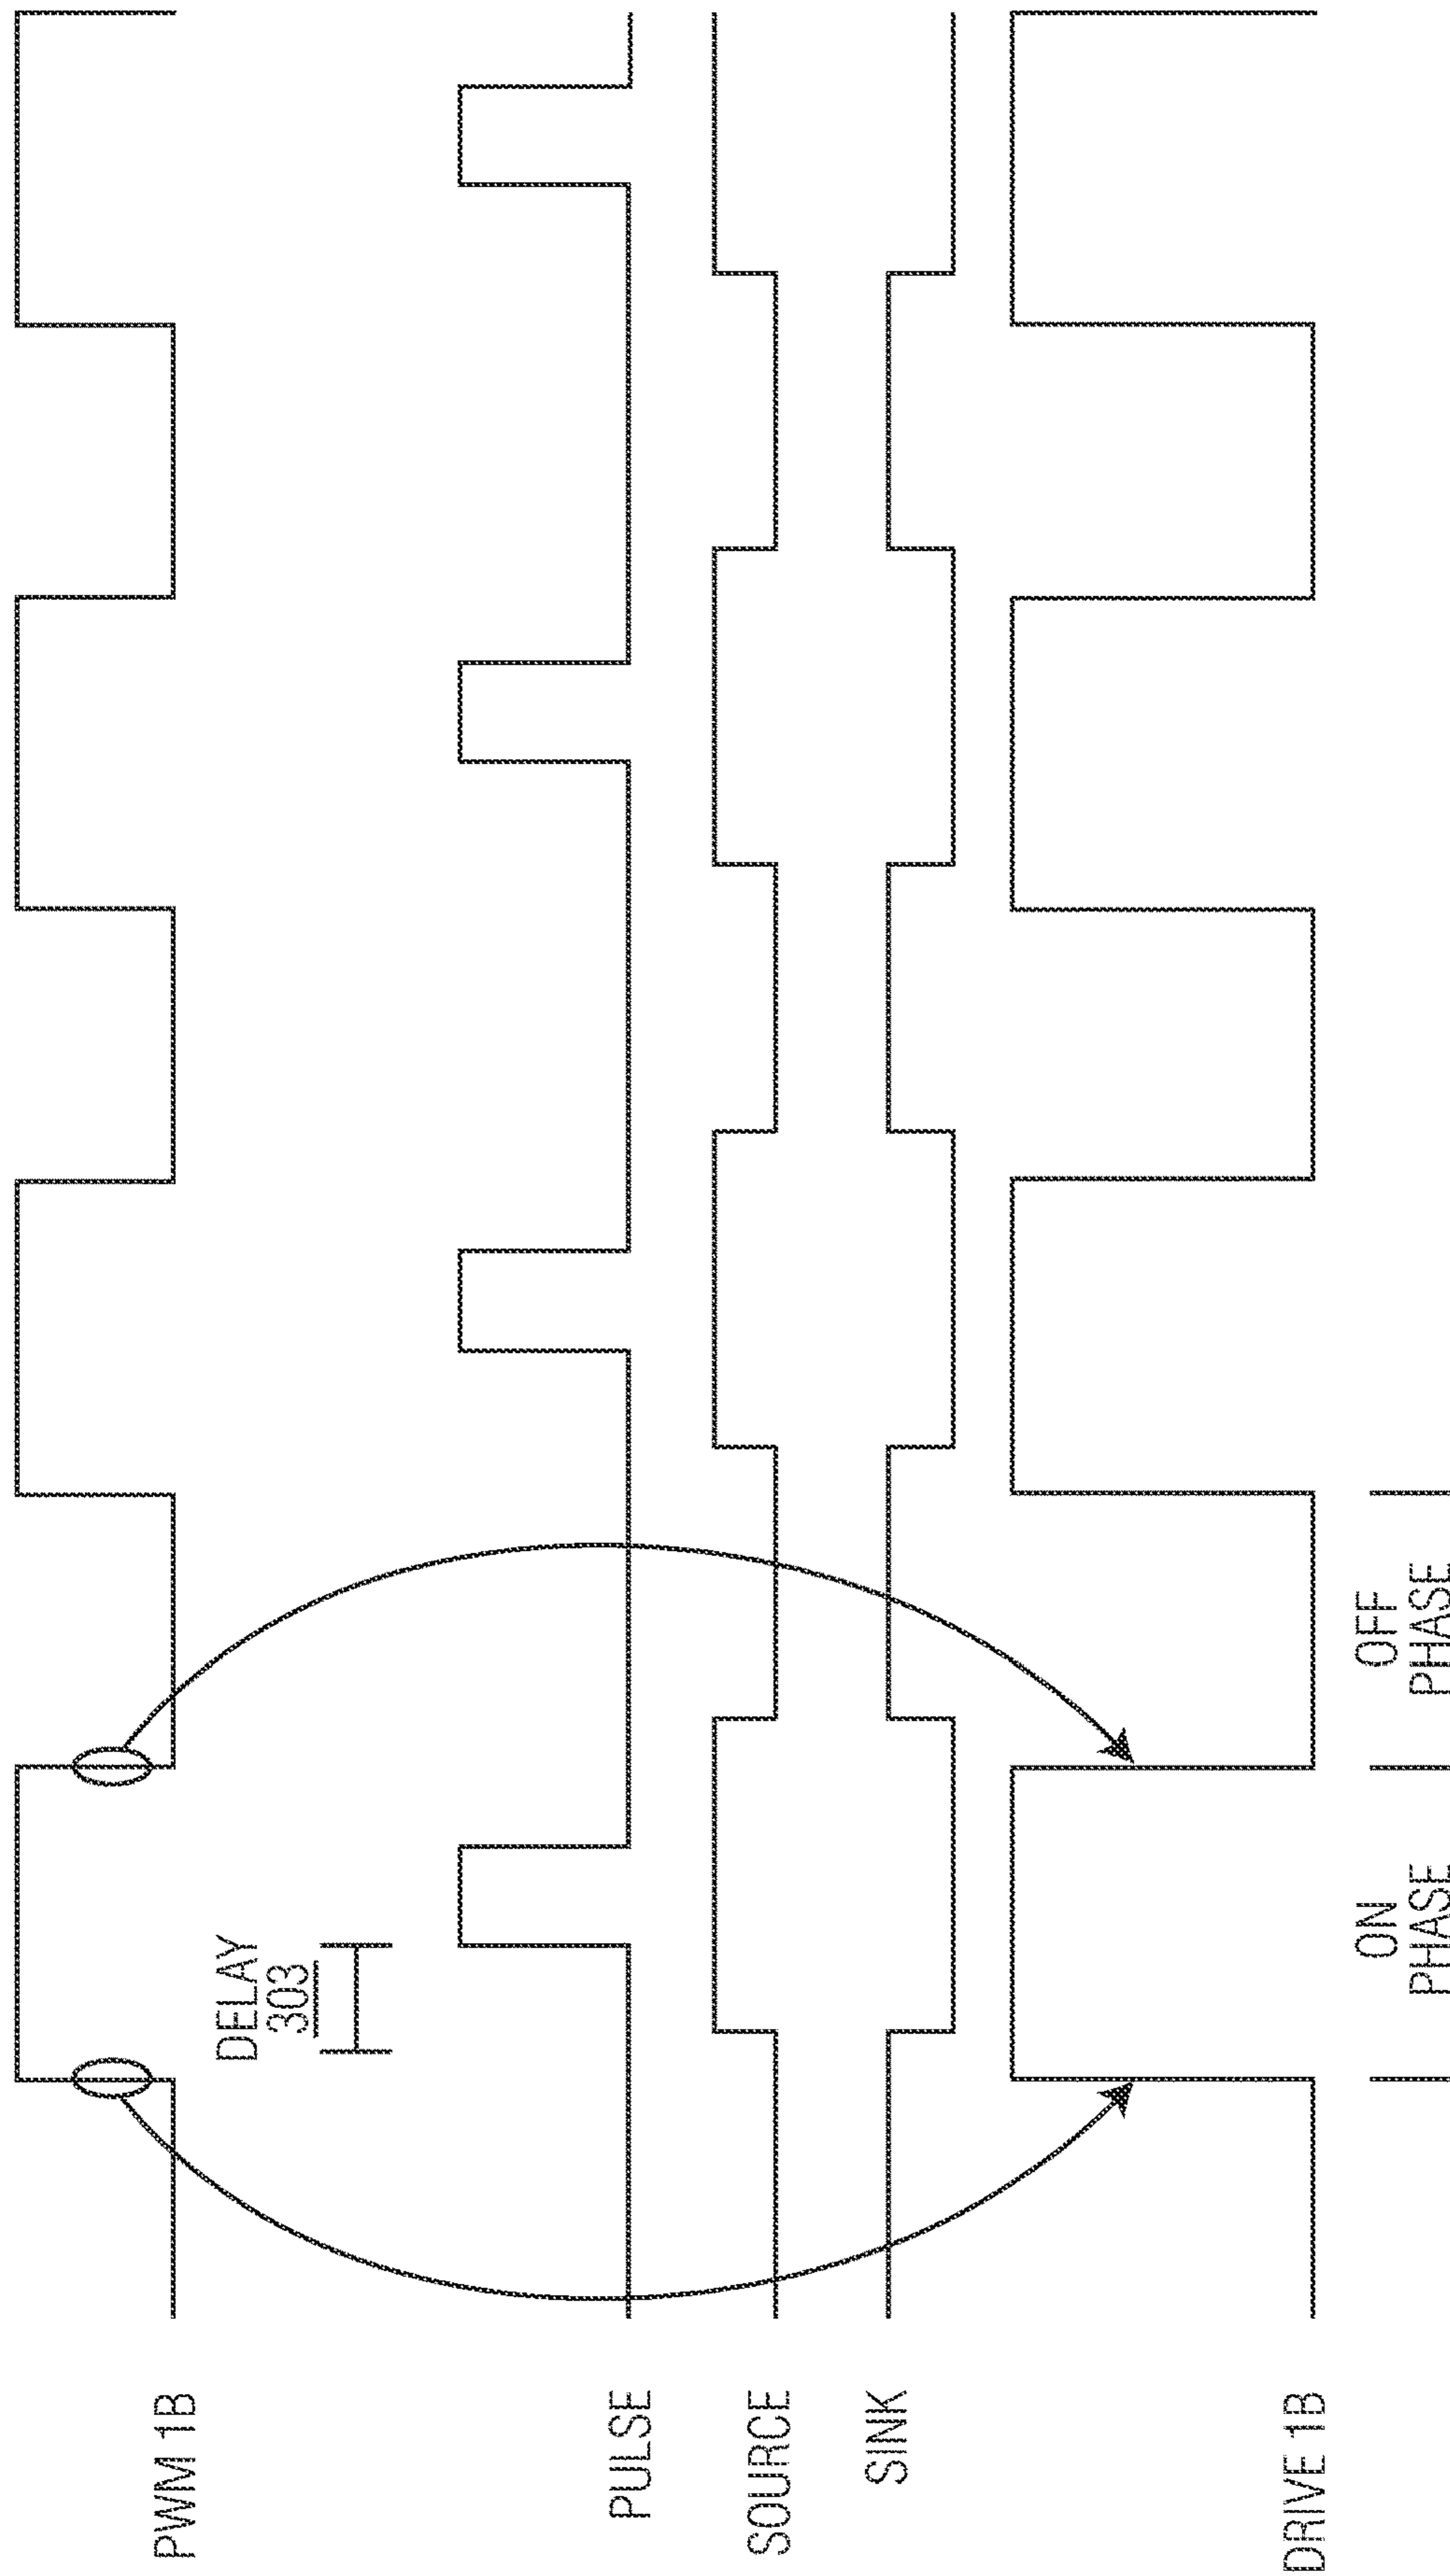 PWM 1B
DELAY
303
PULSE
SOURCE
SINK
DRIVE 1B
ON
PHASE
OFF
PHASE